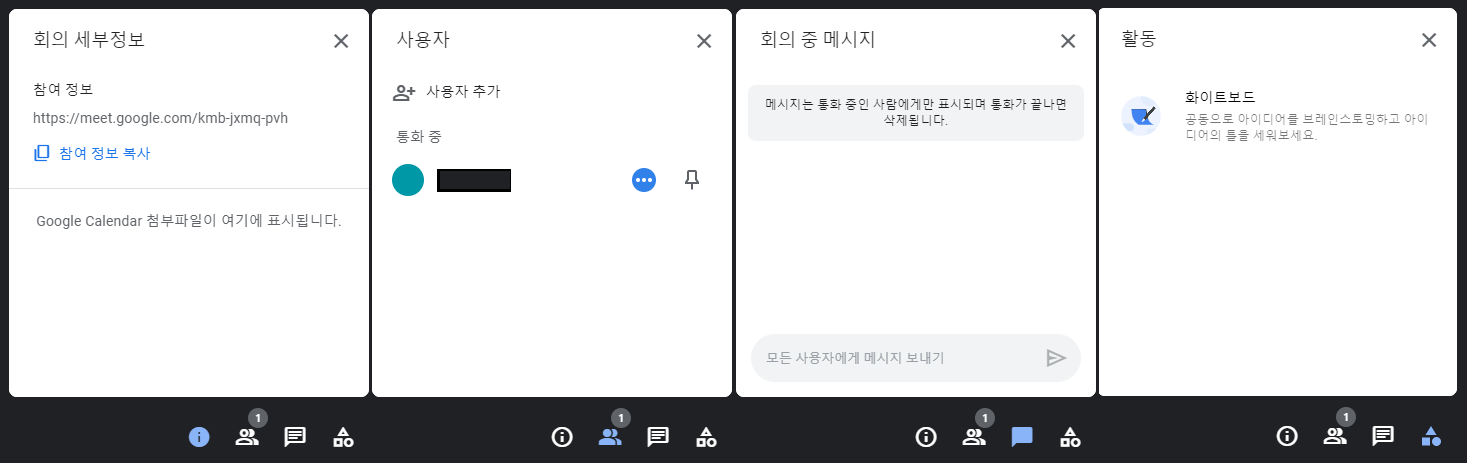 회의 세부정보
참여 정보
https://meet.google.com/kmb-jxmq-pvh
참여 정보 복사
Google Calendar 첨부파일이 여기에 표시됩니다.
1
사용자
사용자 추가
통화 중
1
회의 중 메시지
메시지는 통화 중인 사람에게만 표시되며 통화가 끝나면
삭제됩니다.
모든 사용자에게 메시지 보내기
1
활동
화이트보드
공동으로 아이디어를 브레인스토밍하고 아이
디어의 틀을 세워보세요.
1